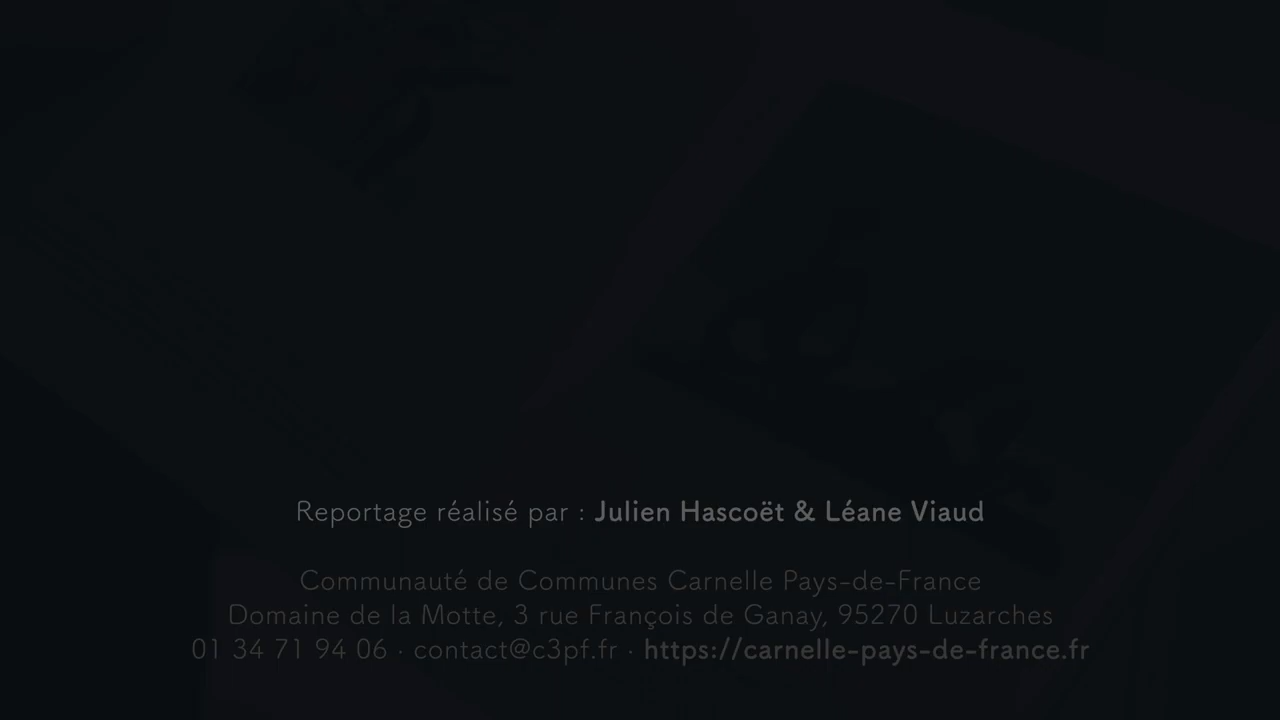 Reportage réalisé par : Julien Hascoët & Léane Viaud
Communauté de Communes Carnelle Pays-de-France
Domaine de la Motte, 3 rue François de Ganay, 95270 Luzarches
01 34 71 94 06 · contact@c3pf.fr · https://carnelle-pays-de-france.fr